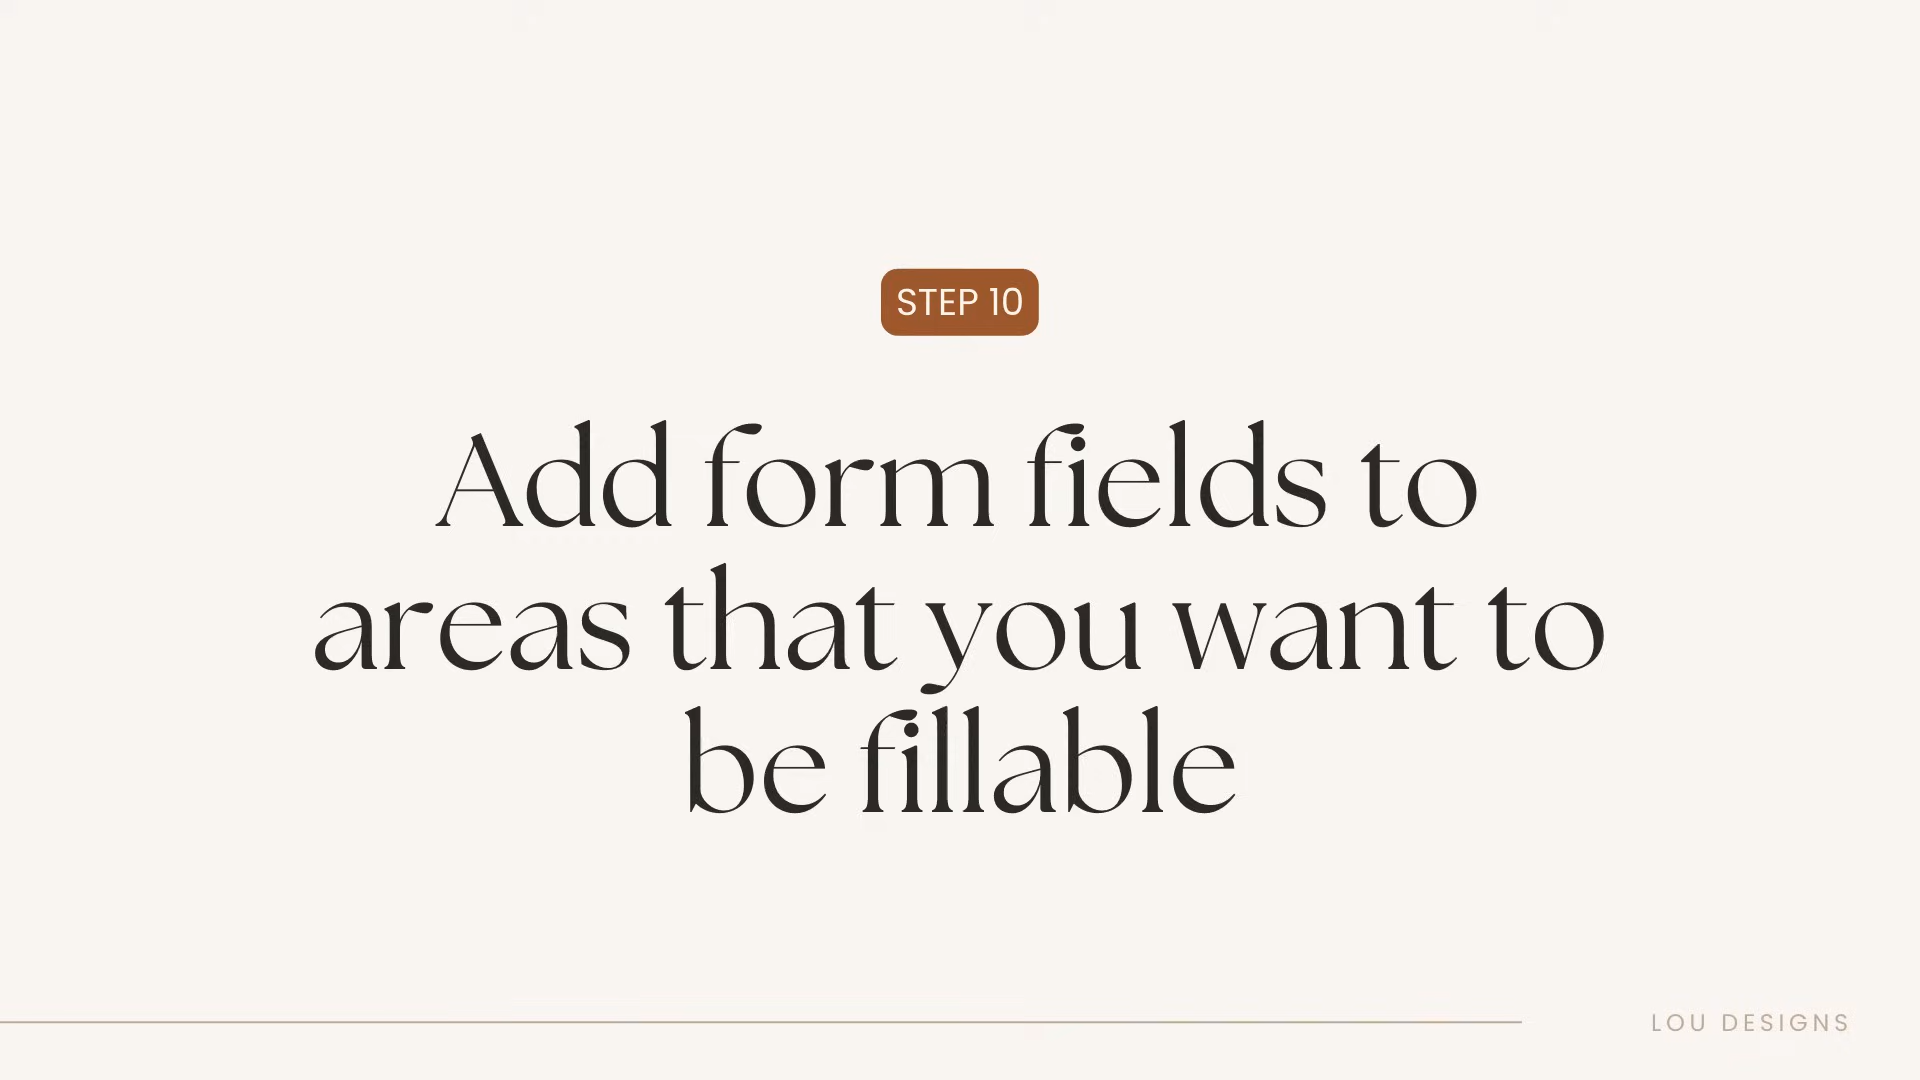 STEP 10
Add form fields to
areas that you want to
be fillable
LOU DESIGNS